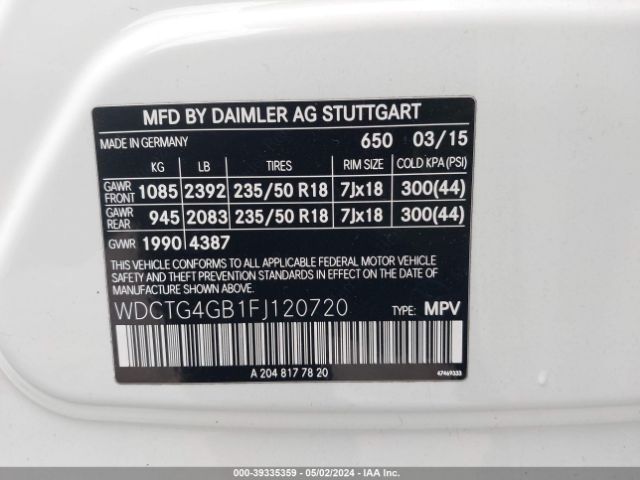 MFD BY DAIMLER AG STUTTGART
MADE IN GERMANY 650 03/15
KG LB TIRES RIM SIZE COLD KPA (PSI)
GAWR FRONT 1085 2392 235/50 R18 7Jx18 300(44)
GAWR REAR 945 2083 235/50 R18 7Jx18 300(44)
GVWR 1990 4387
THIS VEHICLE CONFORMS TO ALL APPLICABLE FEDERAL MOTOR VEHICLE
SAFETY AND THEFT PREVENTION STANDARDS IN EFFECT ON THE DATE OF
MANUFACTURE SHOWN ABOVE.
WDCTG4GB1FJ120720 TYPE: MPV
A 204 817 78 20 47469333
000-39335359 - 05/02/2024 - IAA Inc.